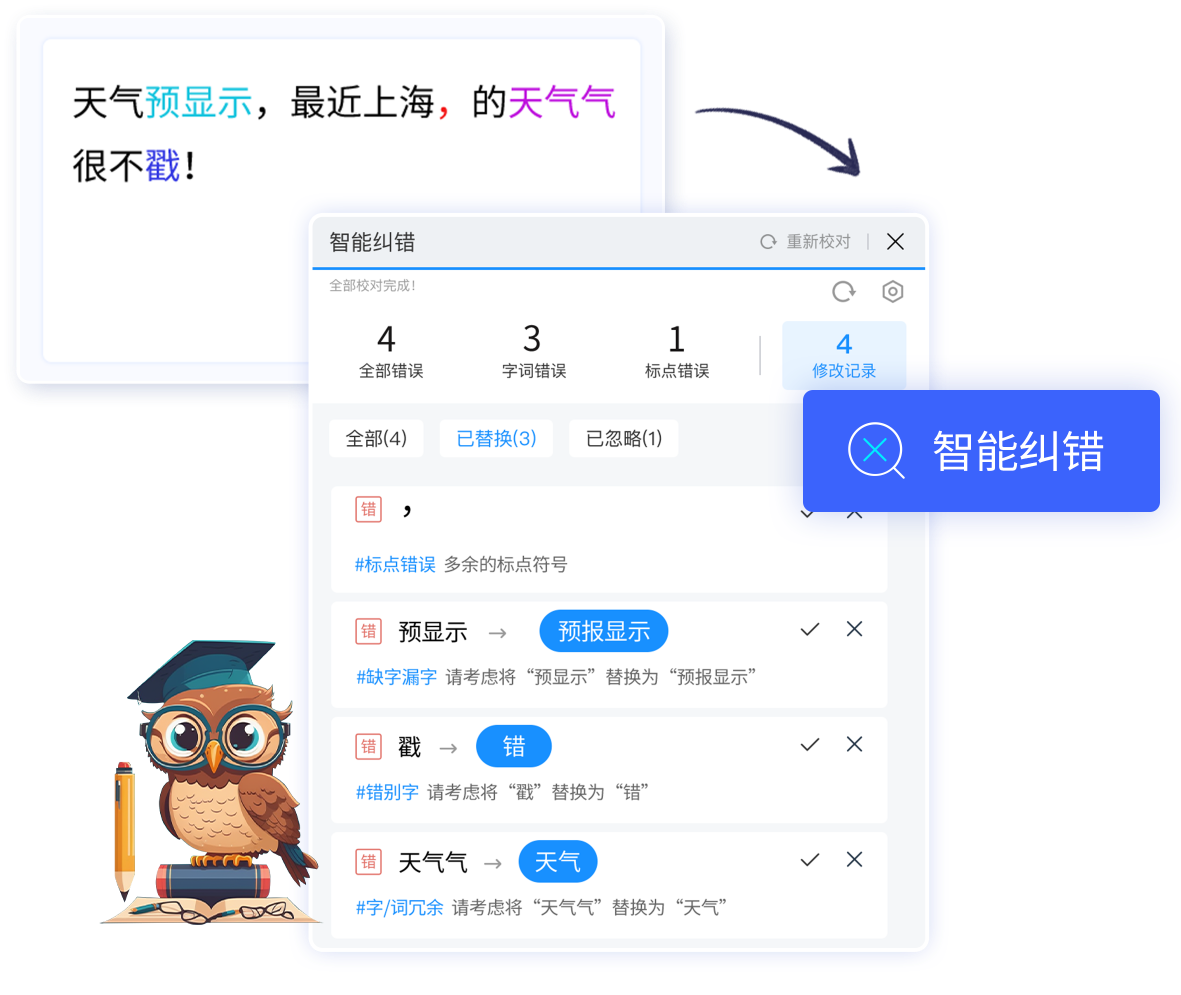 天气预显示，最近上海，的天气气
很不戳！
智能纠错 重新校对
全部校对完成！
4 3 1 4
全部错误 字词错误 标点错误 修改记录
全部(4) 已替换(3) 已忽略(1)
智能纠错
错 ，
#标点错误 多余的标点符号
错 预显示 → 预报显示
#缺字漏字 请考虑将“预显示”替换为“预报显示”
错 戳 → 错
#错别字 请考虑将“戳”替换为“错”
错 天气气 → 天气
#字/词冗余 请考虑将“天气气”替换为“天气”